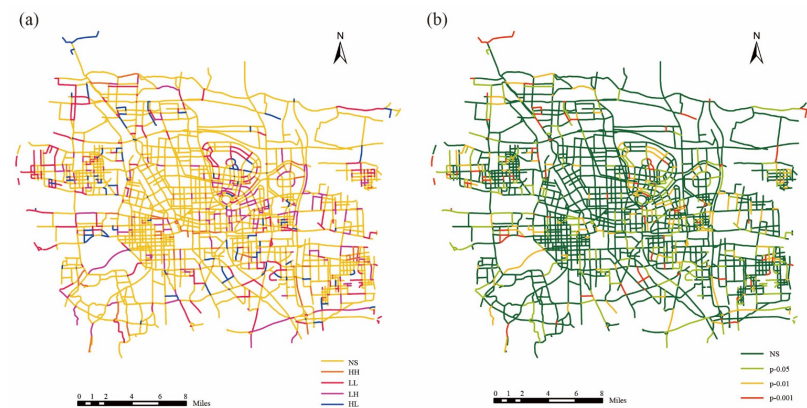 (a)
N
NS
HH
LL
LH
HL
0 1 2 4 6 8
Miles
(b)
N
NS
p-0.05
p-0.01
p-0.001
0 1 2 4 6 8
Miles